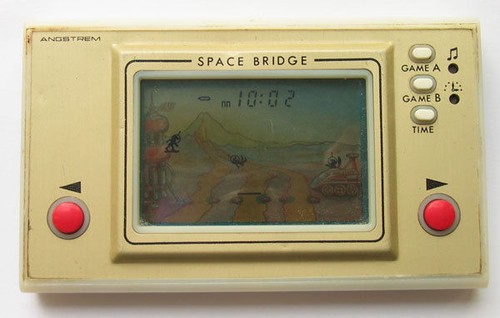 ANGSTREM
SPACE BRIDGE
10:02
GAME A
GAME B
TIME